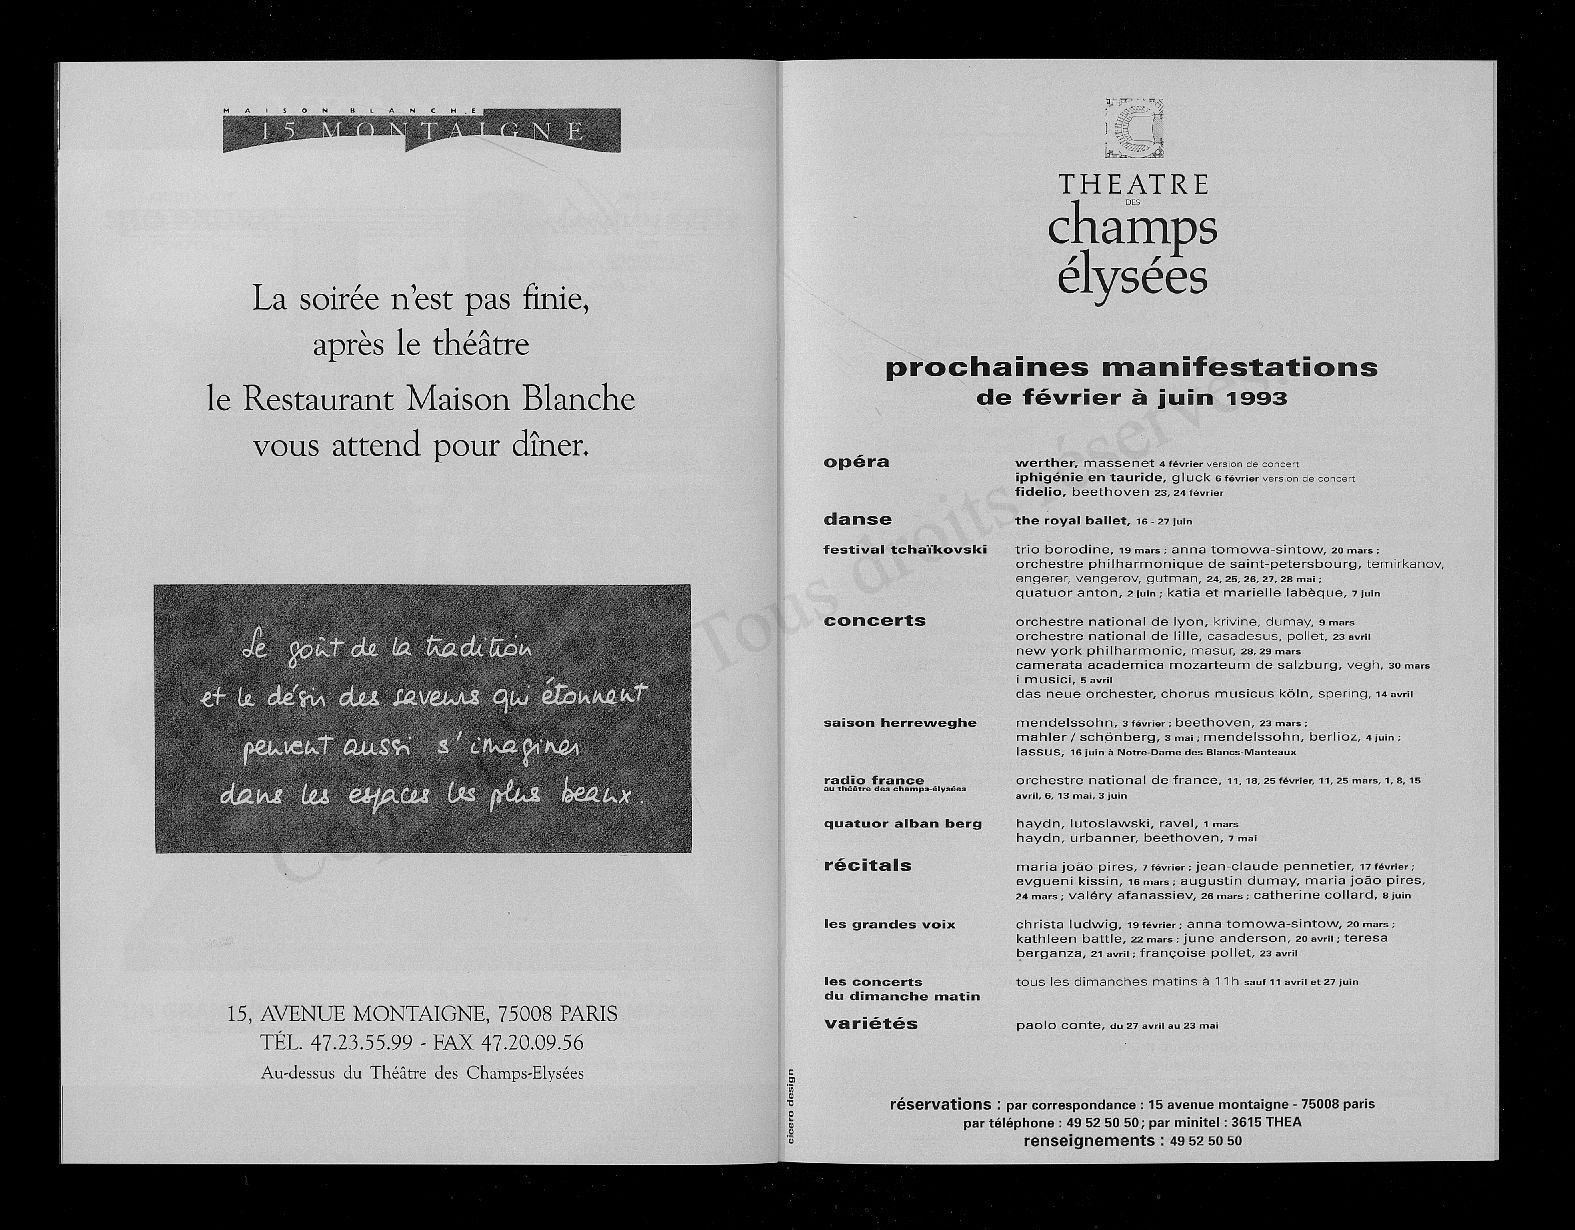 MAISON BLANCHE
15 MONTAIGNE
La soirée n'est pas finie,
après le théâtre
le Restaurant Maison Blanche
vous attend pour dîner.
Le goût de la tradition
et le désir des saveurs qui étonnent
peuvent aussi s'imaginer
dans les espaces les plus beaux.
15, AVENUE MONTAIGNE, 75008 PARIS
TÉL. 47.23.55.99 - FAX 47.20.09.56
Au-dessus du Théâtre des Champs-Elysées
THEATRE
DES
champs
élysées
prochaines manifestations
de février à juin 1993
opéra
werther, massenet 4 février version de concert
iphigénie en tauride, gluck 6 février version de concert
fidelio, beethoven 23, 24 février
danse
the royal ballet, 16 - 27 juin
festival tchaïkovski
trio borodine, 19 mars ; anna tomowa-sintow, 20 mars ;
orchestre philharmonique de saint-petersbourg, temirkanov,
engerer, vengerov, gutman, 24, 25, 26, 27, 28 mai ;
quatuor anton, 2 juin ; katia et marielle labèque, 7 juin
concerts
orchestre national de lyon, krivine, dumay, 9 mars
orchestre national de lille, casadesus, pollet, 23 avril
new york philharmonic, masur, 28, 29 mars
camerata academica mozarteum de salzburg, vegh, 30 mars
i musici, 5 avril
das neue orchester, chorus musicus köln, spering, 14 avril
saison herreweghe
mendelssohn, 3 février ; beethoven, 23 mars ;
mahler / schönberg, 3 mai ; mendelssohn, berlioz, 4 juin ;
lassus, 16 juin à Notre-Dame des Blancs-Manteaux
radio france
au théâtre des champs-élysées
orchestre national de france, 11, 18, 25 février, 11, 25 mars, 1, 8, 15
avril, 6, 13 mai, 3 juin
quatuor alban berg
haydn, lutoslawski, ravel, 1 mars
haydn, urbanner, beethoven, 7 mai
récitals
maria joão pires, 7 février ; jean-claude pennetier, 17 février ;
evgueni kissin, 16 mars ; augustin dumay, maria joão pires,
24 mars ; valéry afanassiev, 26 mars ; catherine collard, 8 juin
les grandes voix
christa ludwig, 19 février ; anna tomowa-sintow, 20 mars ;
kathleen battle, 22 mars ; june anderson, 20 avril ; teresa
berganza, 21 avril ; françoise pollet, 23 avril
les concerts
du dimanche matin
tous les dimanches matins à 11h sauf 11 avril et 27 juin
variétés
paolo conte, du 27 avril au 23 mai
réservations : par correspondance : 15 avenue montaigne - 75008 paris
par téléphone : 49 52 50 50 ; par minitel : 3615 THEA
renseignements : 49 52 50 50
cicero design
Tous droits réservés